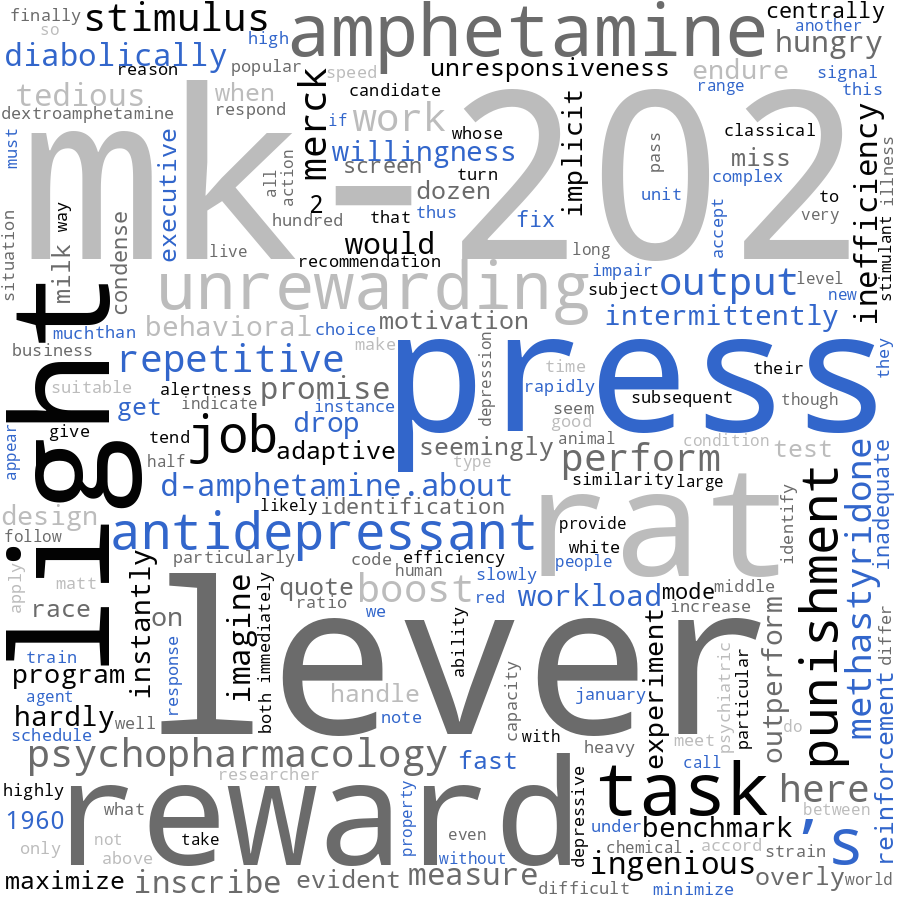 finally
so
stimulus
high
amphetamine
centrally
another
hungry
diabolically
reason
popular
speed
unresponsiveness
endure
range
signal
this
tedious
when
merck
candidate
dextroamphetamine
respond
if
work
whose
implicit
classical
pass
inefficiency
must
executive
willingness
screen
miss
illness
mk-202
all
action
turn
dozen
complex
unit
2
that
thus
fix
to
very
accept
stimulant
situation
way
milk
condense
hundred
live
would
long
recommendation
unrewarding
impair
subject
output
level
new
light
muchthan
behavioral
choice
motivation
intermittently
business
repetitive
make
press
depression
time
their
they
suitable
alertness
promise
rapidly
subsequent
though
get
indicate
instance
drop
seem
good
appear
give
tend
job
half
adaptive
seemingly
animal
condition
test
type
perform
d-amphetamine.about
similarity
large
rat
identify
punishment
methastyridone
inadequate
design
follow
likely
identification
antidepressant
provide
white
people
particularly
code
efficiency
human
slowly
apply
matt
race
instantly
on
imagine
both
immediately
quote
ratio
boost
we
red
workload
mode
middle
increase
train
program
agent
response
lever
ability
experiment
outperform
differ
hardly
well
schedule
handle
note
capacity
january
with
psychiatric
particular
do
psychopharmacology
researcher
fast
heavy
meet
call
reinforcement
highly
what
1960
not
only
above
take
reward
property
even
without
depressive
task
here
between
under
benchmark
’s
chemical
accord
strain
maximize
inscribe
evident
measure
ingenious
difficult
minimize
overly
world